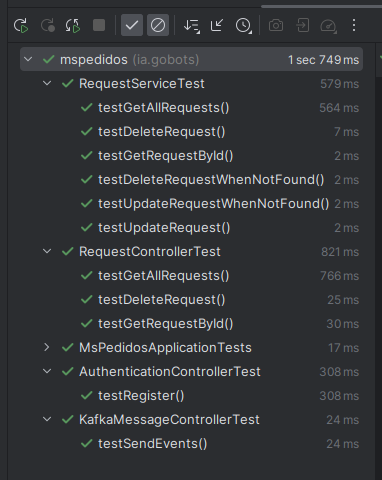 mspedidos (ia.gobots) 1 sec 749 ms
RequestServiceTest 579 ms
testGetAllRequests() 564 ms
testDeleteRequest() 7 ms
testGetRequestById() 2 ms
testDeleteRequestWhenNotFound() 2 ms
testUpdateRequestWhenNotFound() 2 ms
testUpdateRequest() 2 ms
RequestControllerTest 821 ms
testGetAllRequests() 766 ms
testDeleteRequest() 25 ms
testGetRequestById() 30 ms
MsPedidosApplicationTests 17 ms
AuthenticationControllerTest 308 ms
testRegister() 308 ms
KafkaMessageControllerTest 24 ms
testSendEvents() 24 ms